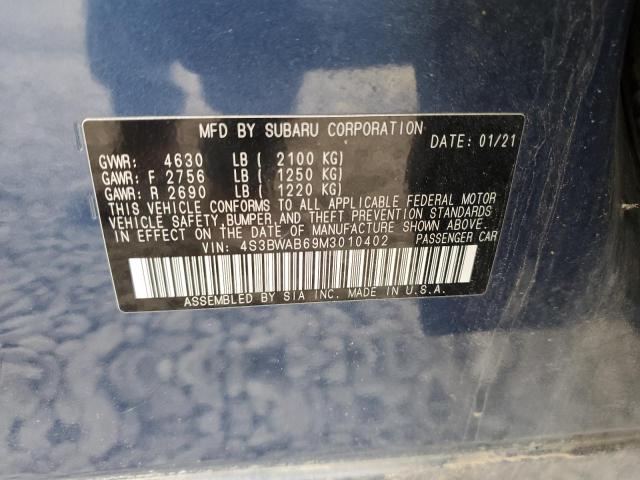 MFD BY SUBARU CORPORATION
DATE: 01/21
GVWR: 4630 LB ( 2100 KG)
GAWR: F 2756 LB ( 1250 KG)
GAWR: R 2690 LB ( 1220 KG)
THIS VEHICLE CONFORMS TO ALL APPLICABLE FEDERAL MOTOR
VEHICLE SAFETY, BUMPER, AND THEFT PREVENTION STANDARDS
IN EFFECT ON THE DATE OF MANUFACTURE SHOWN ABOVE.
VIN: 4S3BWAB69M3010402 PASSENGER CAR
ASSEMBLED BY SIA INC. MADE IN U.S.A.